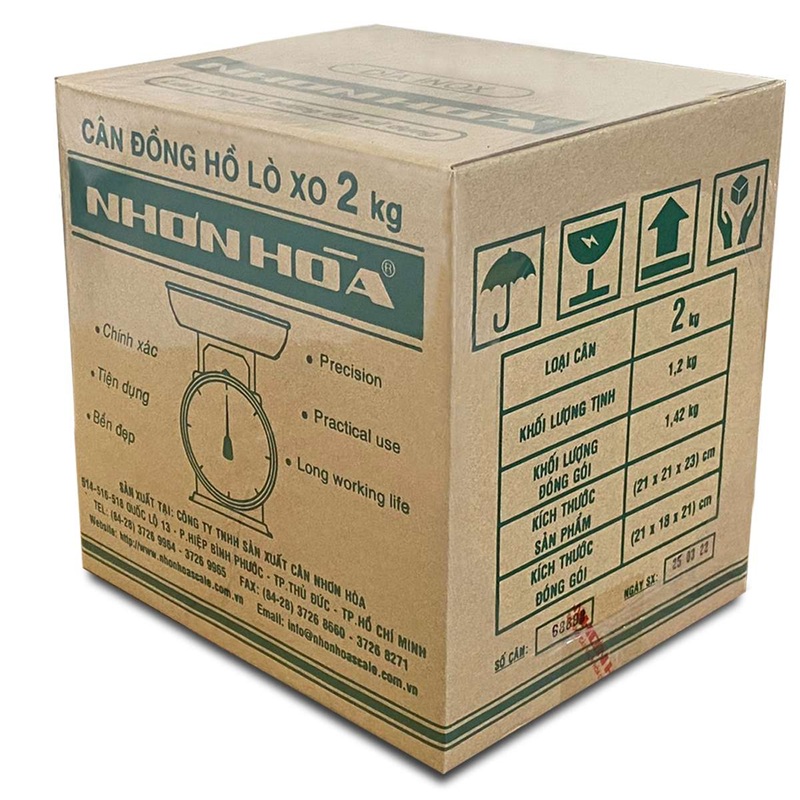 ĐĨA INOX
NHƠN HÒA
CÂN ĐỒNG HỒ LÒ XO 2 kg
NHƠN HÒA ®
• Chính xác
• Tiện dụng
• Bền đẹp
• Precision
• Practical use
• Long working life
SẢN XUẤT TẠI: CÔNG TY TNHH SẢN XUẤT CÂN NHƠN HÒA
514-516-518 QUỐC LỘ 13 - P.HIỆP BÌNH PHƯỚC - TP.THỦ ĐỨC - TP.HỒ CHÍ MINH
TEL: (84-28) 3726 9964 - 3726 9965 FAX: (84-28) 3726 8660 - 3726 8271
Website: http://www.nhonhoascale.com.vn Email: info@nhonhoascale.com.vn
LOẠI CÂN 2 kg
KHỐI LƯỢNG TỊNH 1,2 kg
KHỐI LƯỢNG ĐÓNG GÓI 1,42 kg
KÍCH THƯỚC SẢN PHẨM (21 x 21 x 23) cm
KÍCH THƯỚC ĐÓNG GÓI (21 x 18 x 21) cm
SỐ CÂN:
NGÀY SX: 25 03 22